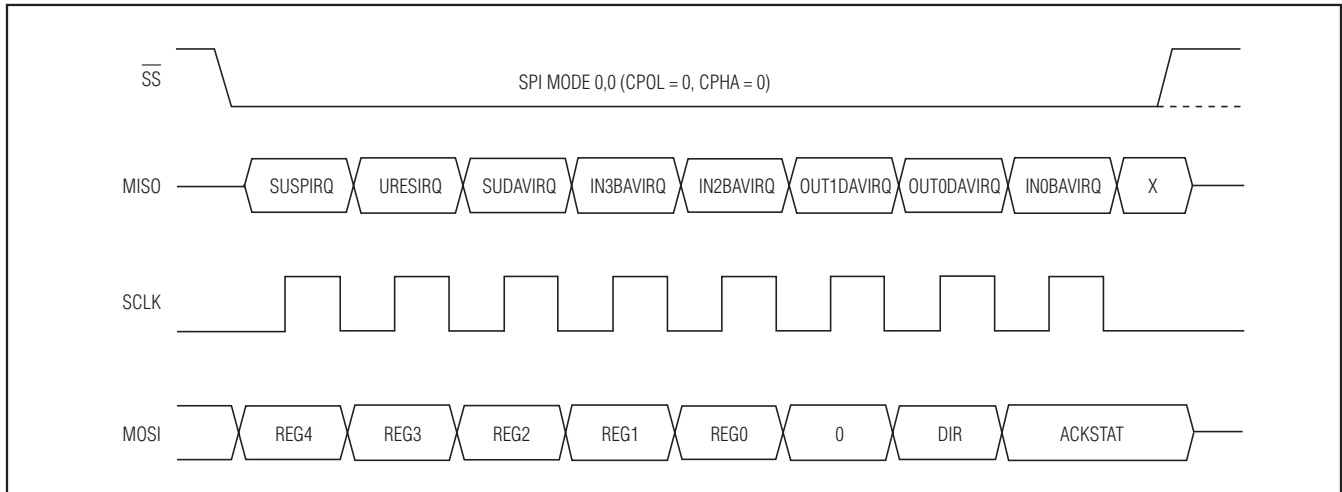 SS
SPI MODE 0,0 (CPOL = 0, CPHA = 0)
MISO SUSPIRQ URESIRQ SUDAVIRQ IN3BAVIRQ IN2BAVIRQ OUT1DAVIRQ OUT0DAVIRQ IN0BAVIRQ X
SCLK
MOSI REG4 REG3 REG2 REG1 REG0 0 DIR ACKSTAT